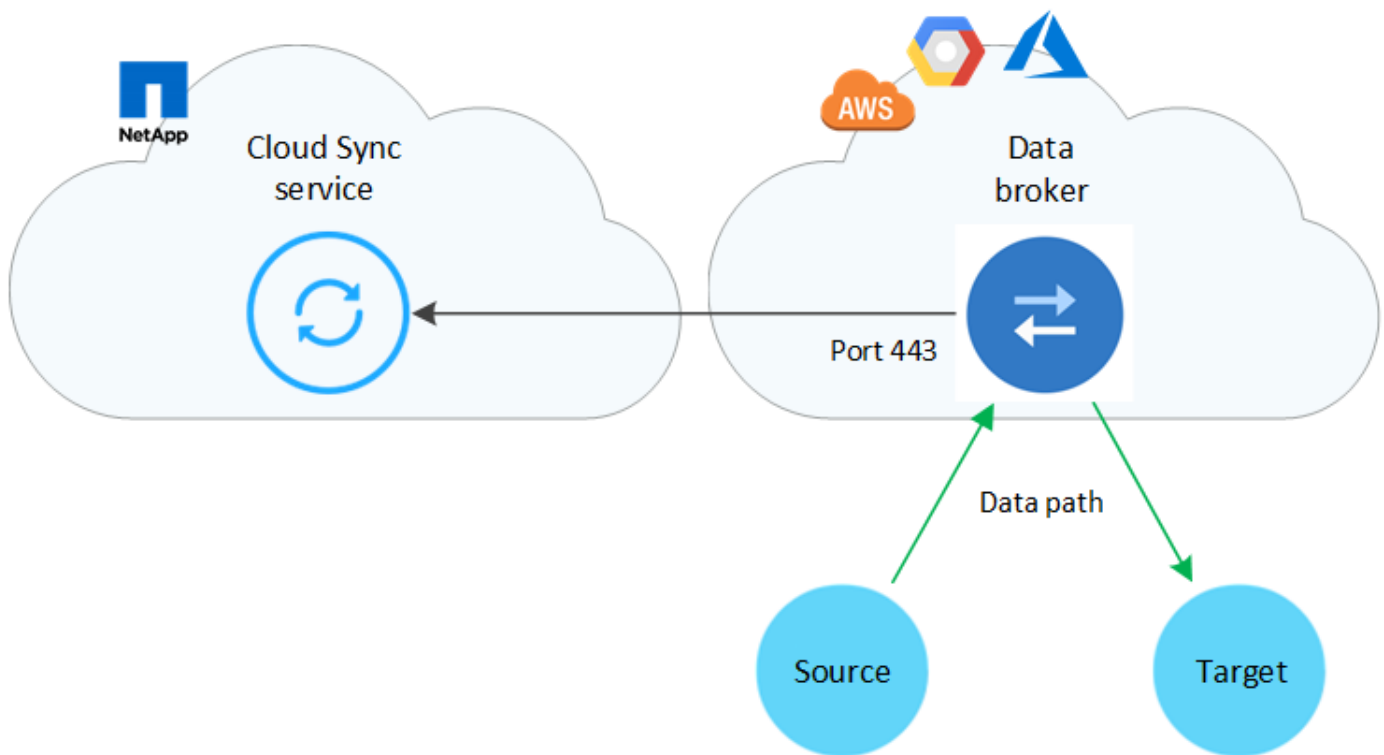 NetApp
Cloud Sync
service
AWS
Data
broker
Port 443
Data path
Source
Target